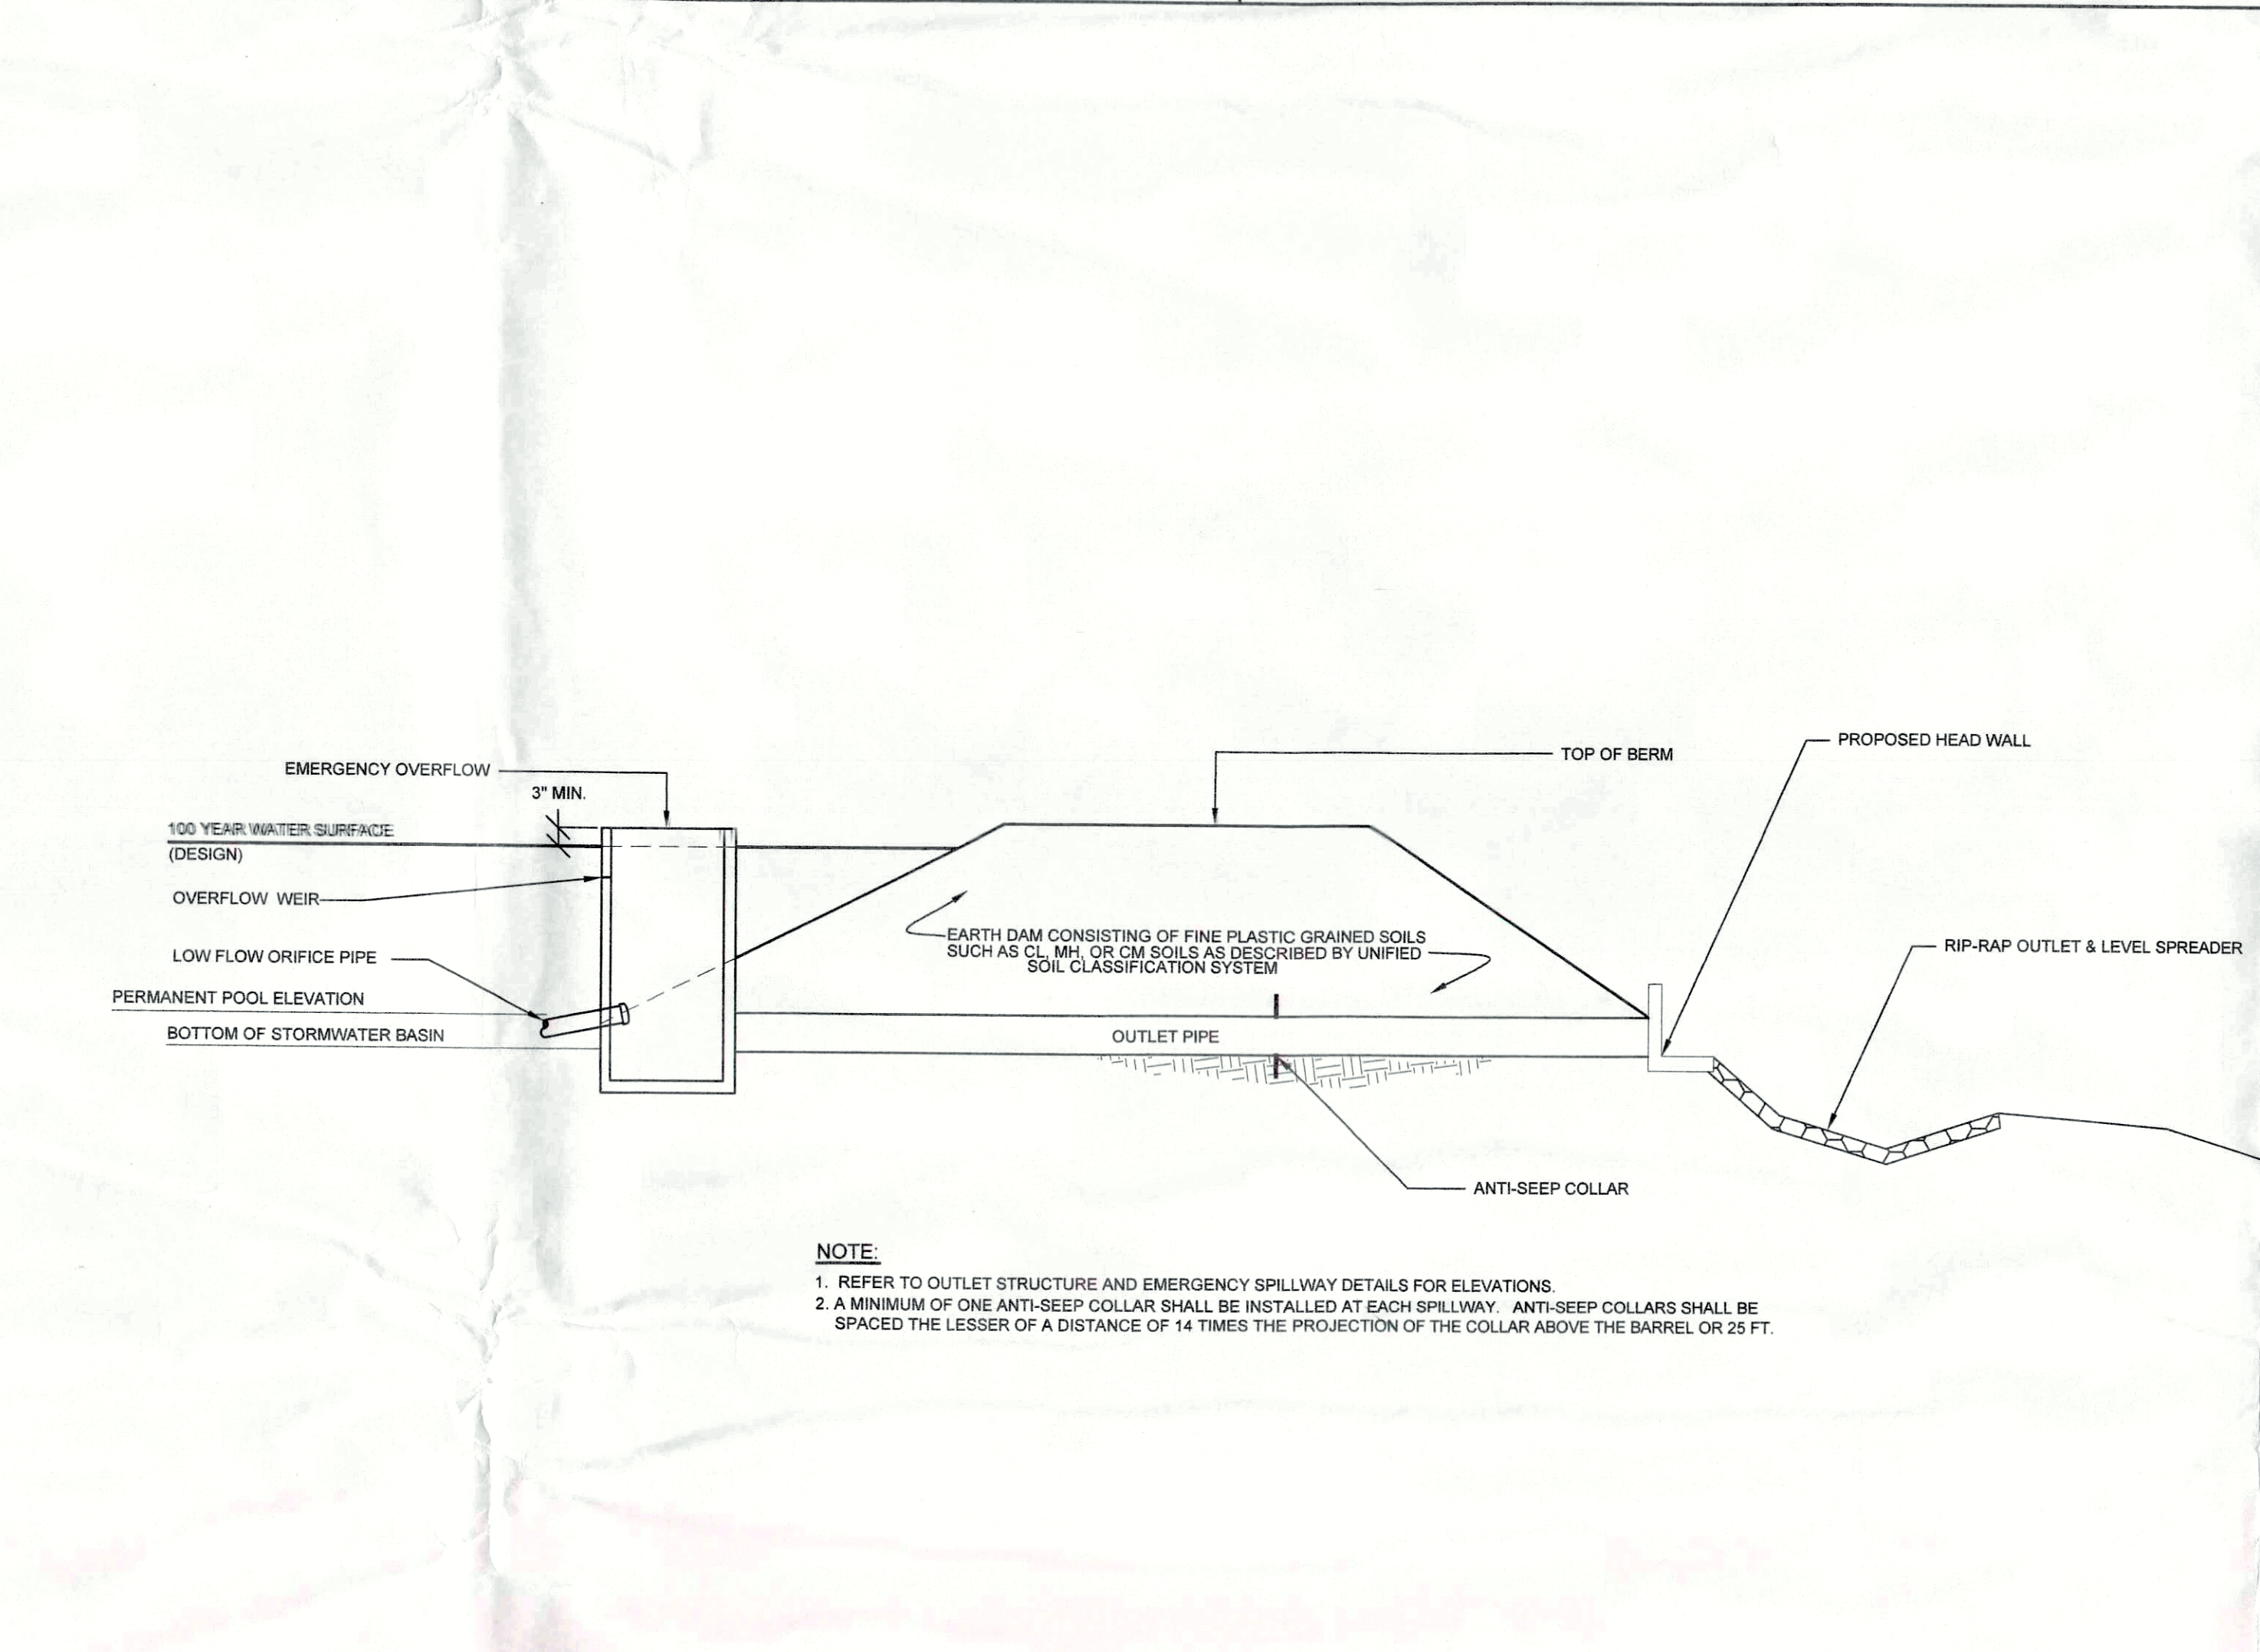 EMERGENCY OVERFLOW
3" MIN.
100 YEAR WATER SURFACE
(DESIGN)
OVERFLOW WEIR
LOW FLOW ORIFICE PIPE
PERMANENT POOL ELEVATION
BOTTOM OF STORMWATER BASIN
TOP OF BERM
PROPOSED HEAD WALL
EARTH DAM CONSISTING OF FINE PLASTIC GRAINED SOILS
SUCH AS CL, MH, OR CM SOILS AS DESCRIBED BY UNIFIED
SOIL CLASSIFICATION SYSTEM
RIP-RAP OUTLET & LEVEL SPREADER
OUTLET PIPE
ANTI-SEEP COLLAR
NOTE:
1. REFER TO OUTLET STRUCTURE AND EMERGENCY SPILLWAY DETAILS FOR ELEVATIONS.
2. A MINIMUM OF ONE ANTI-SEEP COLLAR SHALL BE INSTALLED AT EACH SPILLWAY. ANTI-SEEP COLLARS SHALL BE
SPACED THE LESSER OF A DISTANCE OF 14 TIMES THE PROJECTION OF THE COLLAR ABOVE THE BARREL OR 25 FT.